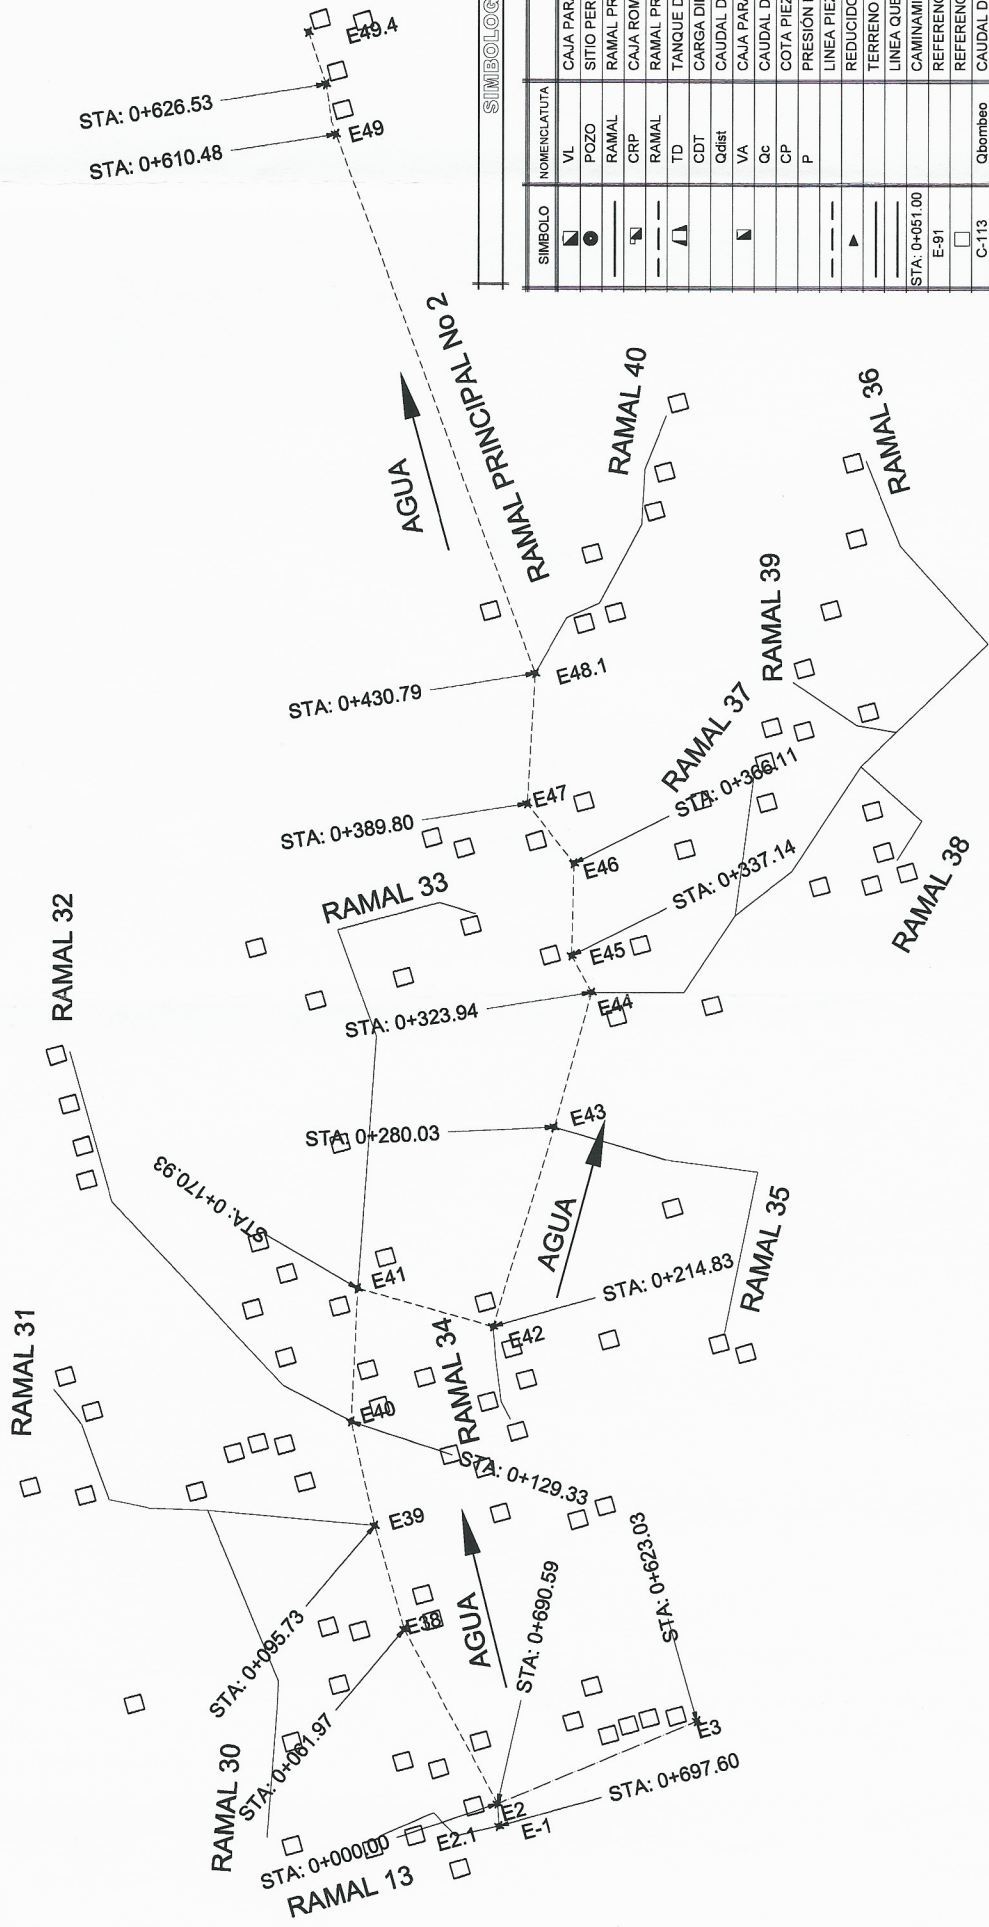 E49.4
STA: 0+626.53
STA: 0+610.48
E49
RAMAL PRINCIPAL No 2
AGUA
RAMAL 40
RAMAL 36
STA: 0+430.79
E48.1
RAMAL 39
RAMAL 37
STA: 0+366.11
STA: 0+389.80
E47
E46
STA: 0+337.14
RAMAL 38
RAMAL 33
RAMAL 32
E45
STA: 0+323.94
E44
STA: 0+280.03
E43
STA: 0+170.93
E41
AGUA
RAMAL 35
STA: 0+214.83
E42
RAMAL 34
RAMAL 31
E40
STA: 0+129.33
E39
AGUA
STA: 0+623.03
STA: 0+690.59
E38
STA: 0+095.73
STA: 0+061.97
RAMAL 30
E3
STA: 0+697.60
E2
E-1
E2.1
STA: 0+000.00
RAMAL 13
SIMBOLOG
SIMBOLO NOMENCLATUTA
VL CAJA PARA
POZO SITIO PER
RAMAL RAMAL PR
CRP CAJA ROM
RAMAL RAMAL PR
TD TANQUE D
CDT CARGA DI
Qdist CAUDAL D
VA CAJA PARA
Qc CAUDAL D
CP COTA PIEZ
P PRESIÓN
LINEA PIEZ
REDUCIDO
TERRENO
LINEA QUE
STA: 0+051.00 CAMINAMI
E-91 REFERENC
REFERENC
C-113 Qbombeo CAUDAL D